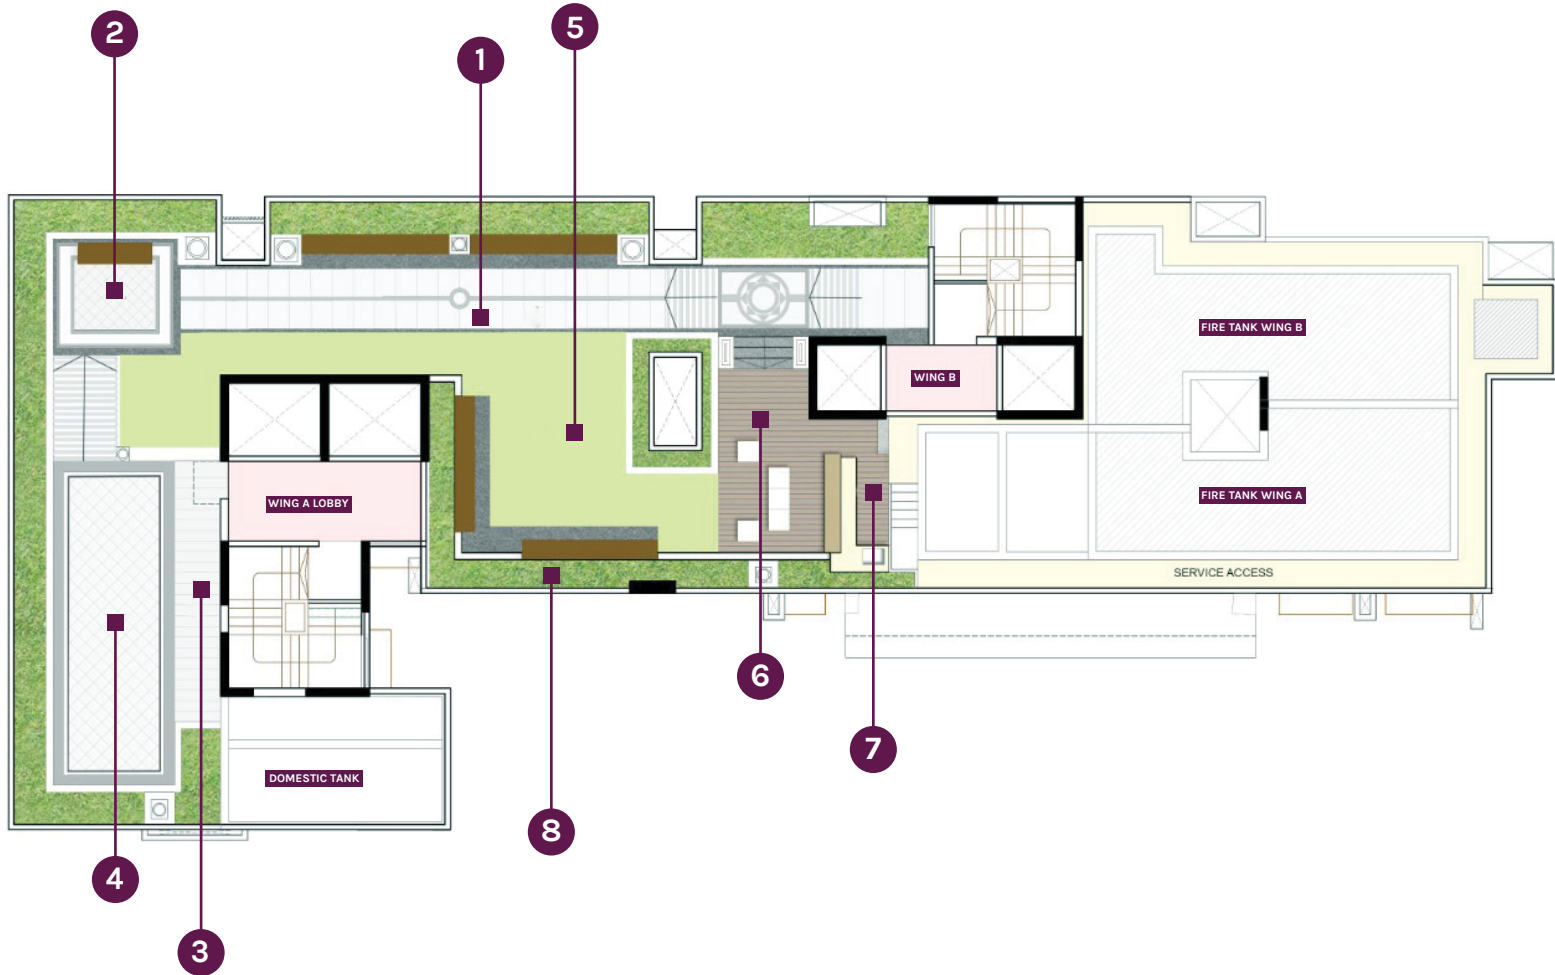 5
2
1
FIRE TANK WING B
WING B
FIRE TANK WING A
WING A LOBBY
SERVICE ACCESS
6
7
DOMESTIC TANK
8
4
3